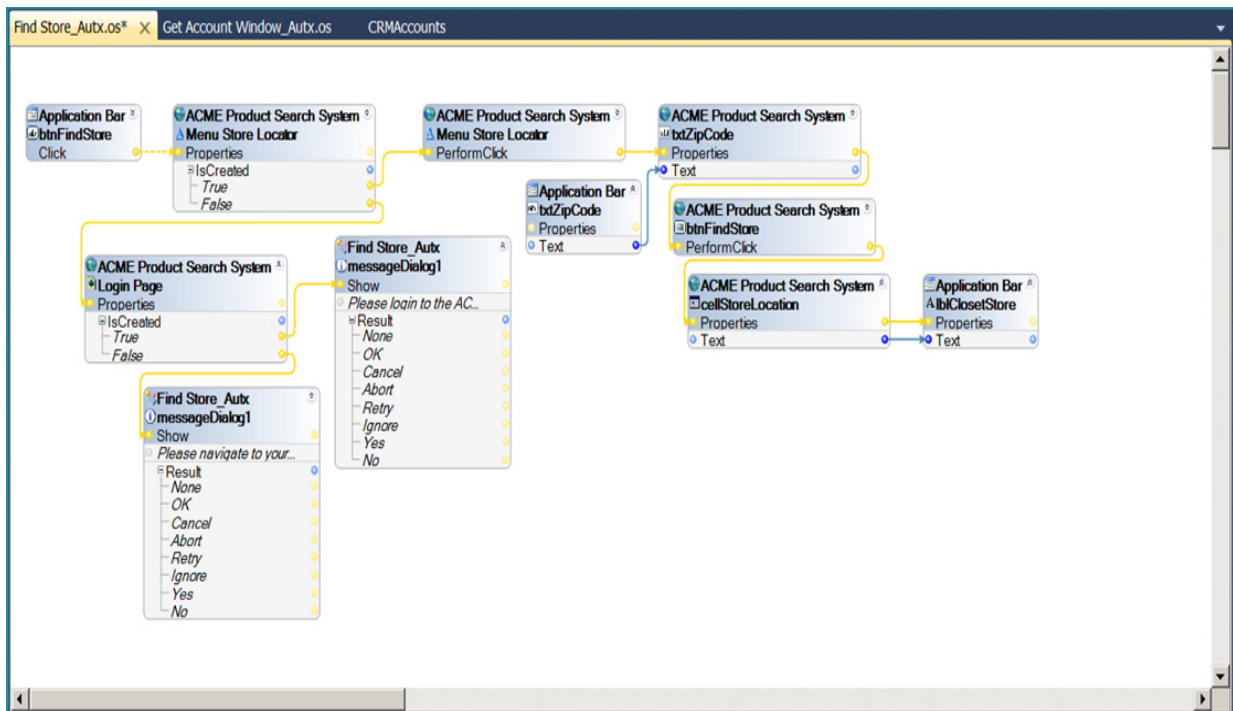 Find Store_Autx.os* X Get Account Window_Autx.os CRMAccounts
Application Bar
btnFindStore
Click
ACME Product Search System
Menu Store Locator
Properties
IsCreated
True
False
ACME Product Search System
Menu Store Locator
PerformClick
ACME Product Search System
txtZipCode
Properties
Text
Application Bar
txtZipCode
Properties
Text
ACME Product Search System
btnFindStore
PerformClick
ACME Product Search System
cellStoreLocation
Properties
Text
Application Bar
lblClosetStore
Properties
Text
ACME Product Search System
Login Page
Properties
IsCreated
True
False
Find Store_Autx
messageDialog1
Show
Please login to the AC...
Result
None
OK
Cancel
Abort
Retry
Ignore
Yes
No
Find Store_Autx
messageDialog1
Show
Please navigate to your...
Result
None
OK
Cancel
Abort
Retry
Ignore
Yes
No